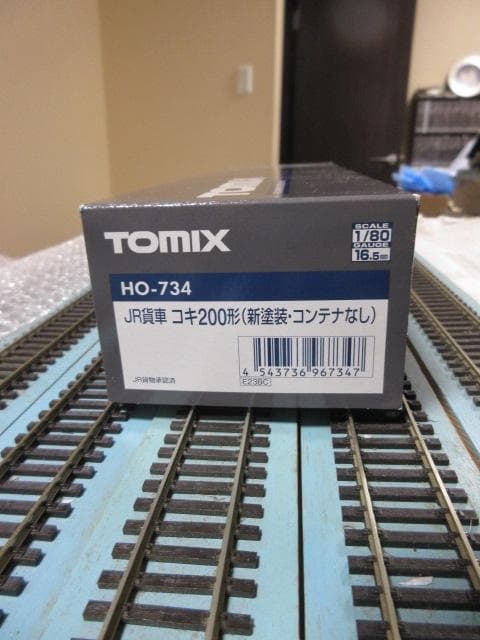 TOMIX
SCALE
1/80
GAUGE
16.5mm
HO-734
JR貨車 コキ200形(新塗装・コンテナなし)
4 543736 967347
JR貨物承認済
E23BC